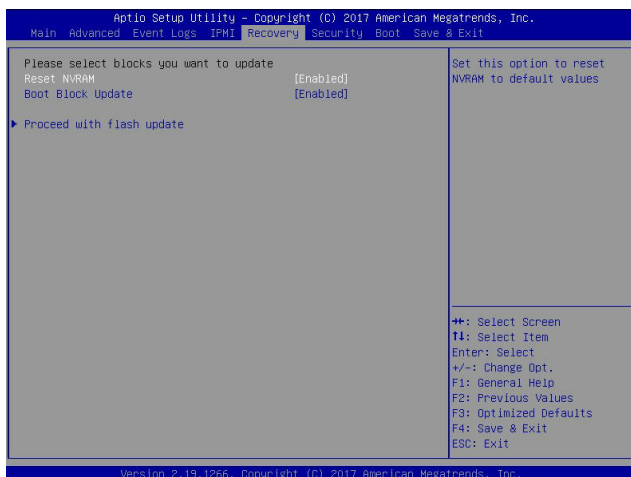 Aptio Setup Utility – Copyright (C) 2017 American Megatrends, Inc.
Main Advanced Event Logs IPMI Recovery Security Boot Save & Exit
Please select blocks you want to update
Reset NVRAM [Enabled]
Boot Block Update [Enabled]
Proceed with flash update
Set this option to reset
NVRAM to default values
→←: Select Screen
↑↓: Select Item
Enter: Select
+/-: Change Opt.
F1: General Help
F2: Previous Values
F3: Optimized Defaults
F4: Save & Exit
ESC: Exit
Version 2.19.1266. Copyright (C) 2017 American Megatrends, Inc.